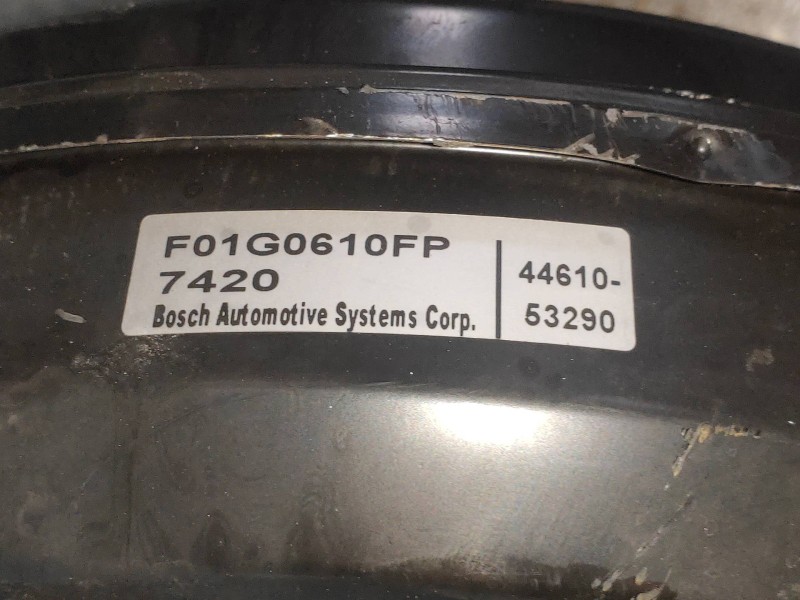 F01G0610FP
7420
Bosch Automotive Systems Corp.
44610-
53290